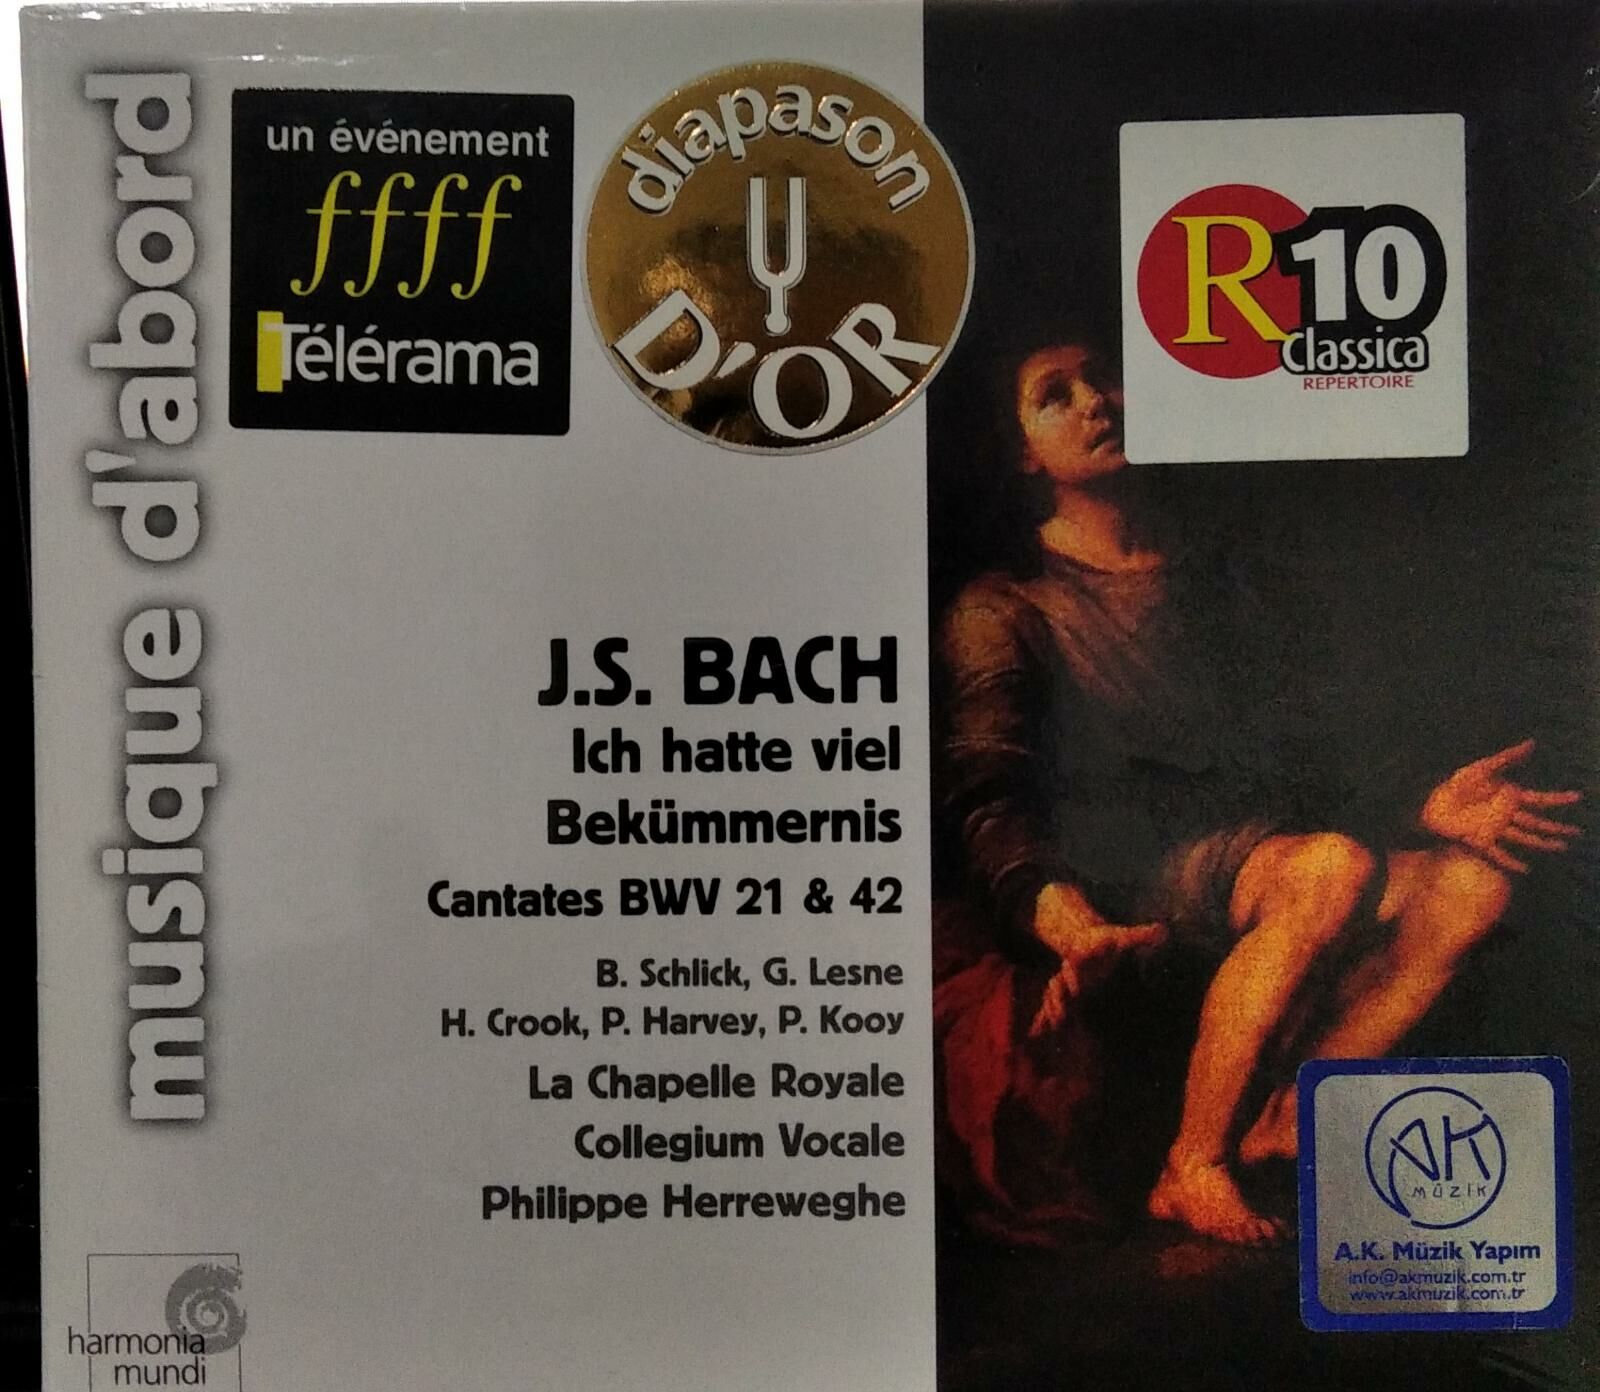 musique d'abord
un événement
ffff
Télérama
diapason
D'OR
R10
Classica
REPERTOIRE
J.S. BACH
Ich hatte viel
Bekümmernis
Cantates BWV 21 & 42
B. Schlick, G. Lesne
H. Crook, P. Harvey, P. Kooy
La Chapelle Royale
Collegium Vocale
Philippe Herreweghe
harmonia
mundi
AK
MÜZİK
A.K. Müzik Yapım
info@akmuzik.com.tr
www.akmuzik.com.tr